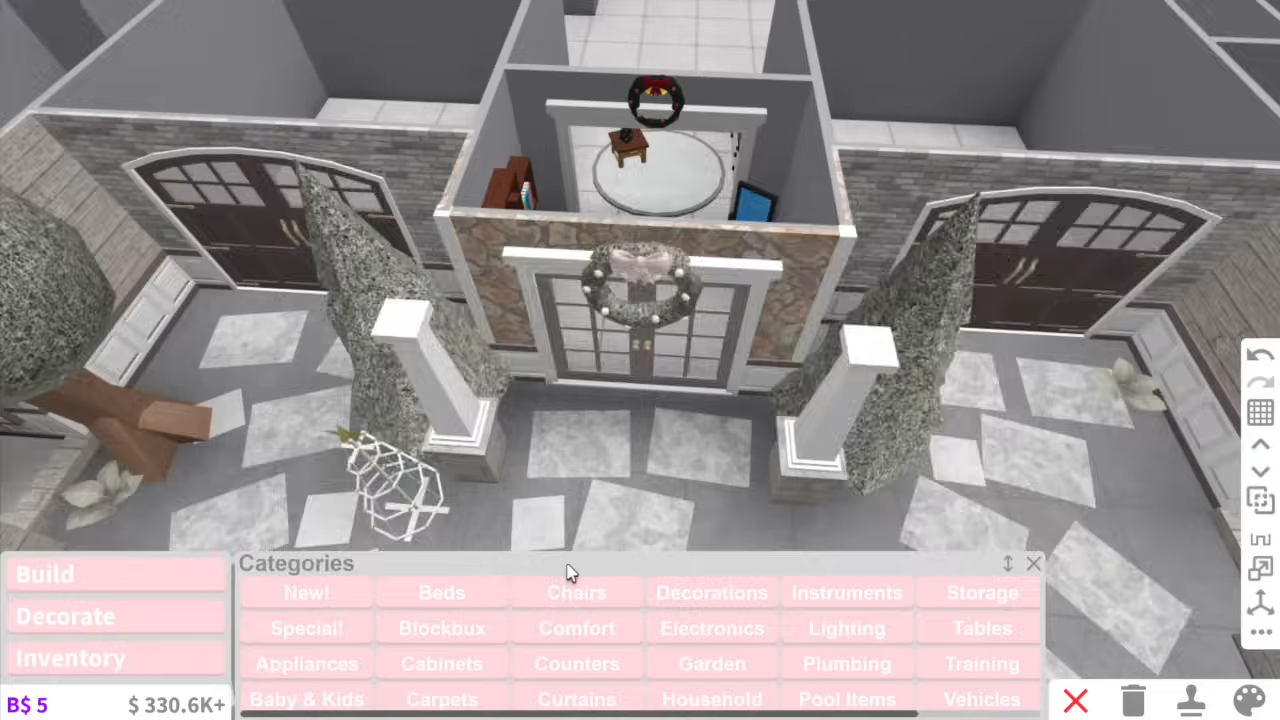 Categories
Build
Decorate
Inventory
New! Beds Chairs Decorations Instruments Storage
Special! Blockbux Comfort Electronics Lighting Tables
Appliances Cabinets Counters Garden Plumbing Training
Baby & Kids Carpets Curtains Household Pool Items Vehicles
B$ 5 $ 330.6K+